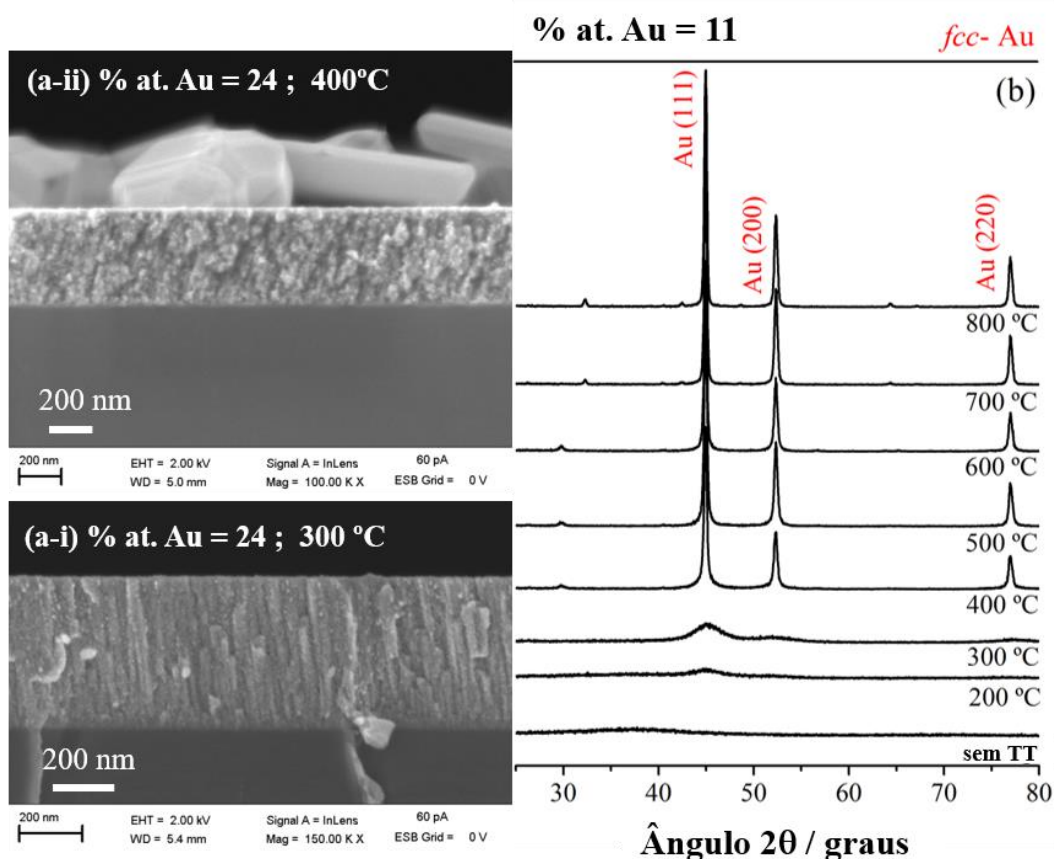 (a-ii) % at. Au = 24 ; 400ºC
200 nm
200 nm
EHT = 2.00 kV
WD = 5.0 mm
Signal A = InLens
Mag = 100.00 K X
60 pA
ESB Grid = 0 V
(a-i) % at. Au = 24 ; 300 ºC
200 nm
200 nm
EHT = 2.00 kV
WD = 5.4 mm
Signal A = InLens
Mag = 150.00 K X
60 pA
ESB Grid = 0 V
% at. Au = 11
fcc- Au
(b)
Au (111)
Au (200)
Au (220)
800 ºC
700 ºC
600 ºC
500 ºC
400 ºC
300 ºC
200 ºC
sem TT
30 40 50 60 70 80
Ângulo 2θ / graus